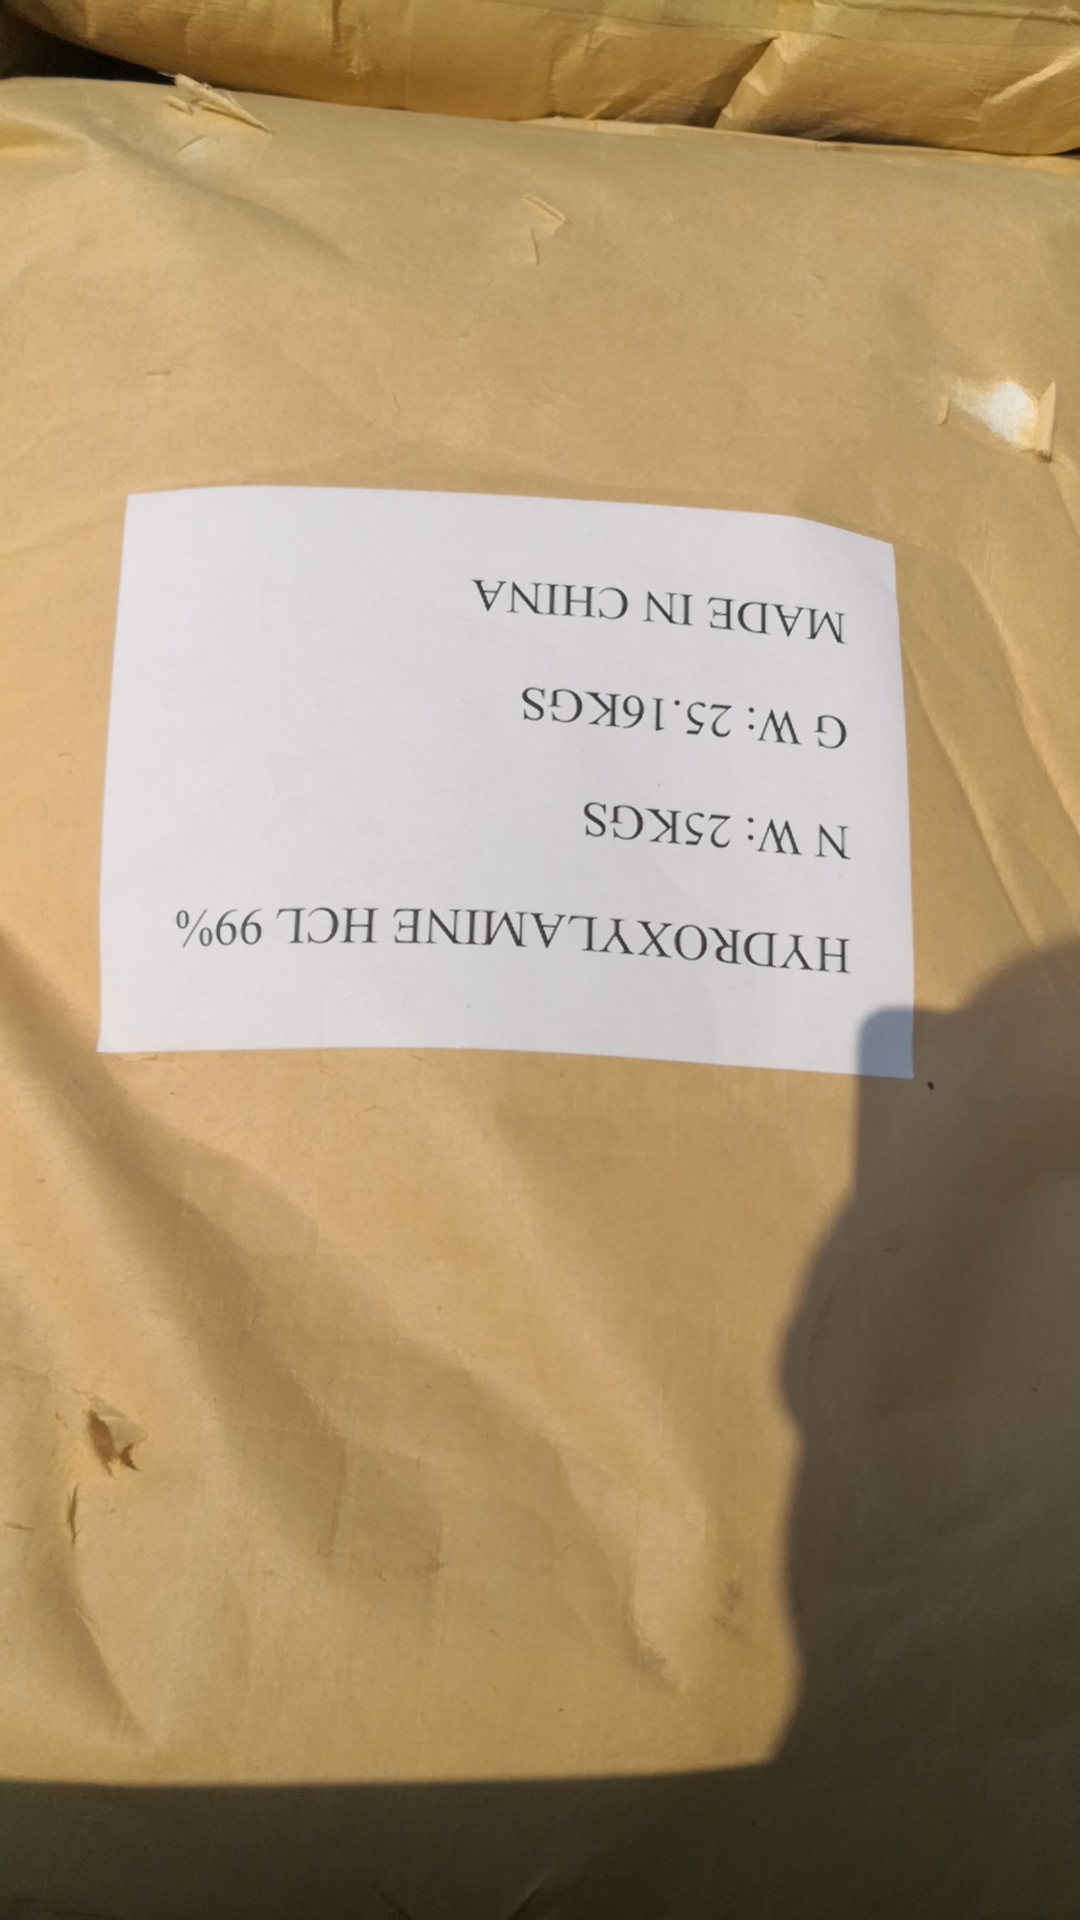 HYDROXYLAMINE HCL 99%
N W: 25KGS
G W: 25.16KGS
MADE IN CHINA